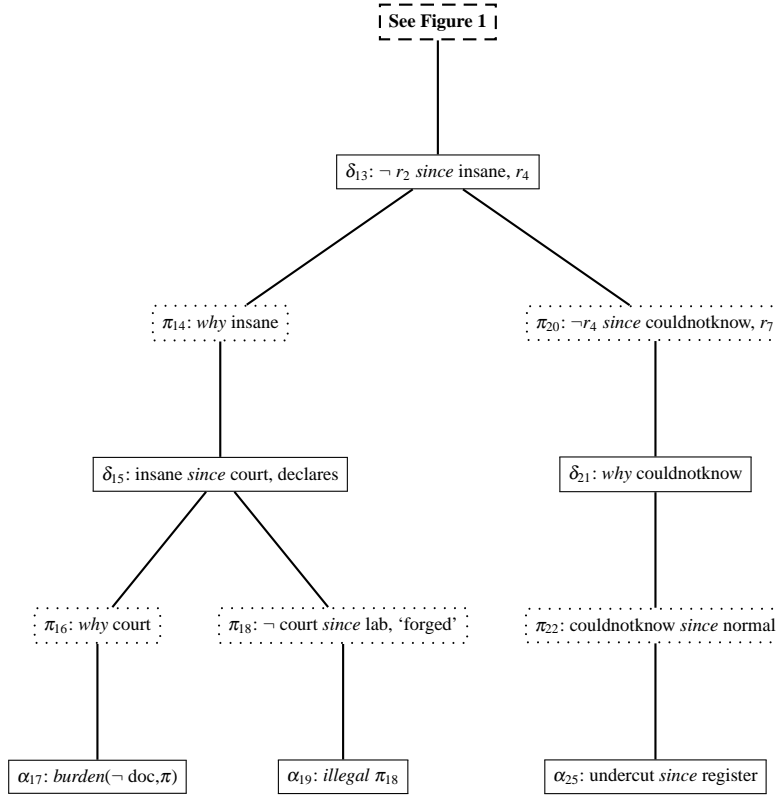 See Figure 1
δ13: ¬ r2 since insane, r4
π14: why insane
π20: ¬r4 since couldnotknow, r7
δ15: insane since court, declares
δ21: why couldnotknow
π16: why court
π18: ¬ court since lab, ‘forged’
π22: couldnotknow since normal
α17: burden(¬ doc,π)
α19: illegal π18
α25: undercut since register